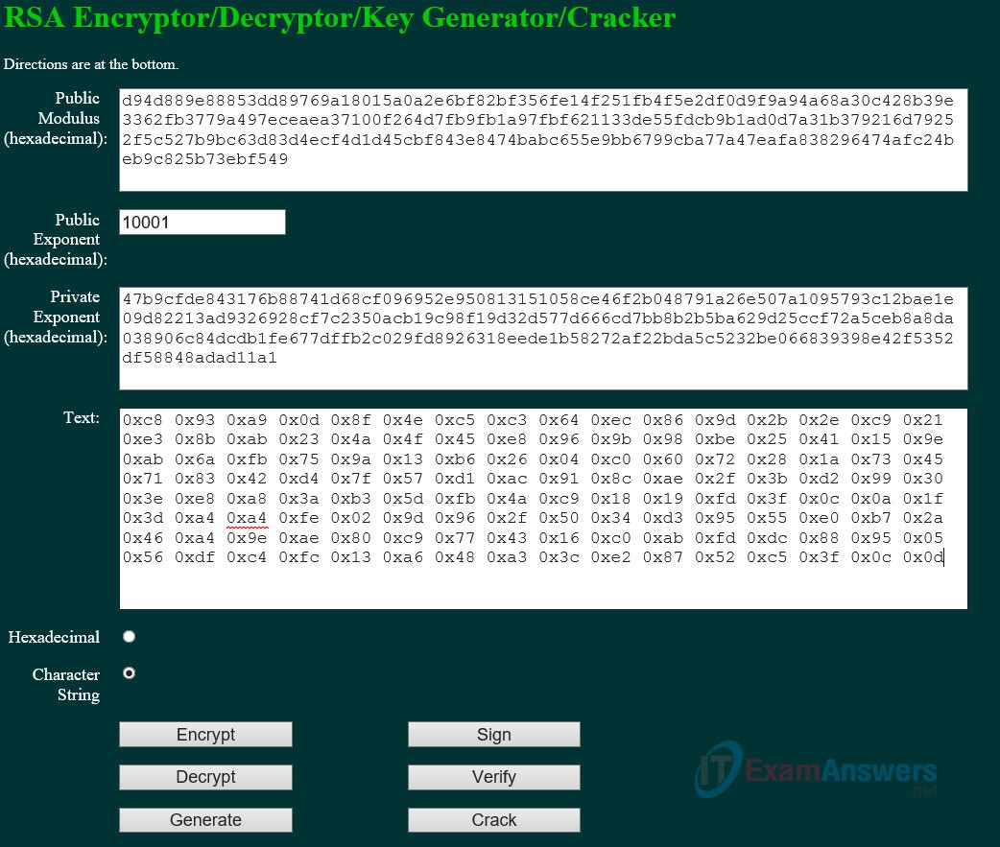 RSA Encryptor/Decryptor/Key Generator/Cracker
Directions are at the bottom.
Public
Modulus
(hexadecimal):
d94d889e88853dd89769a18015a0a2e6bf82bf356fe14f251fb4f5e2df0d9f9a94a68a30c428b39e
3362fb3779a497eceaea37100f264d7fb9fb1a97fbf621133de55fdcb9b1ad0d7a31b379216d79252
2f5c527b9bc63d83d4ecf4d1d45cbf843e8474babc655e9bb6799cba77a47eafa838296474afc24b
eb9c825b73ebf549
Public
Exponent
(hexadecimal):
10001
Private
Exponent
(hexadecimal):
47b9cfde843176b88741d68cf096952e950813151058ce46f2b048791a26e507a1095793c12bae1e
09d82213ad9326928cf7c2350acb19c98f19d32d577d666cd7bb8b2b5ba629d25ccf72a5ceb8a8da
038906c84dcdb1fe677dffb2c029fd8926318eede1b58272af22bda5c5232be066839398e42f5352
df58848adad11a1
Text:
0xc8 0x93 0xa9 0x0d 0x8f 0x4e 0xc5 0xc3 0x64 0xec 0x86 0x9d 0x2b 0x2e 0xc9 0x21
0xe3 0x8b 0xab 0x23 0x4a 0x4f 0x45 0xe8 0x96 0x9b 0x98 0xbe 0x25 0x41 0x15 0x9e
0xab 0x6a 0xfb 0x75 0x9a 0x13 0xb6 0x26 0x04 0xc0 0x60 0x72 0x28 0x1a 0x73 0x45
0x71 0x83 0x42 0xd4 0x7f 0x57 0xd1 0xac 0x91 0x8c 0xae 0x2f 0x3b 0xd2 0x99 0x30
0x3e 0xe8 0xa8 0x3a 0xb3 0x5d 0xfb 0x4a 0xc9 0x18 0x19 0xfd 0x3f 0x0c 0x0a 0x1f
0x3d 0xa4 0xa4 0xfe 0x02 0x9d 0x96 0x2f 0x50 0x34 0xd3 0x95 0x55 0xe0 0xb7 0x2a
0x46 0xa4 0x9e 0xae 0x80 0xc9 0x77 0x43 0x16 0xc0 0xab 0xfd 0xdc 0x88 0x95 0x05
0x56 0xdf 0xc4 0xfc 0x13 0xa6 0x48 0xa3 0x3c 0xe2 0x87 0x52 0xc5 0x3f 0x0c 0x0d
Hexadecimal
Character
String
Encrypt Sign
Decrypt Verify
Generate Crack
ITExamAnswers
.net